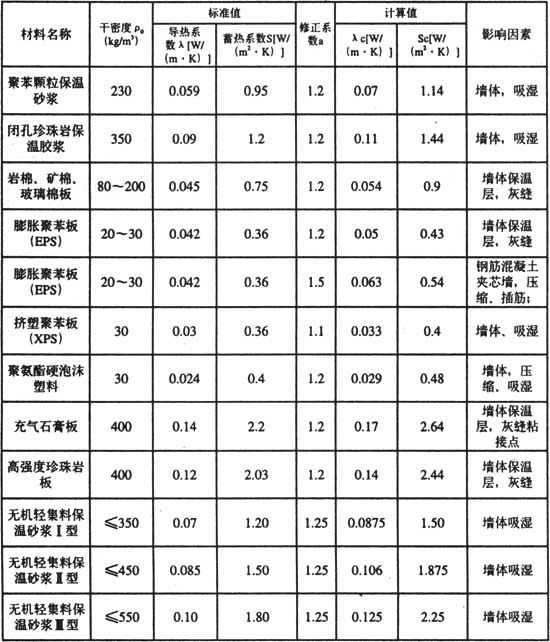 材料名称 干密度ρ₀ (kg/m³) 标准值 修正系数a 计算值 影响因素
导热系数λ[W/(m·K)] 蓄热系数S[W/(m²·K)] λc[W/(m·K)] Sc[W/(m²·K)]
聚苯颗粒保温砂浆 230 0.059 0.95 1.2 0.07 1.14 墙体，吸湿
闭孔珍珠岩保温胶浆 350 0.09 1.2 1.2 0.11 1.44 墙体，吸湿
岩棉、矿棉、玻璃棉板 80～200 0.045 0.75 1.2 0.054 0.9 墙体保温层，灰缝
膨胀聚苯板(EPS) 20～30 0.042 0.36 1.2 0.05 0.43 墙体保温层，灰缝
膨胀聚苯板(EPS) 20～30 0.042 0.36 1.5 0.063 0.54 钢筋混凝土夹芯墙，压缩、插筋；
挤塑聚苯板(XPS) 30 0.03 0.36 1.1 0.033 0.4 墙体、吸湿
聚氨酯硬泡沫塑料 30 0.024 0.4 1.2 0.029 0.48 墙体，压缩、吸湿
充气石膏板 400 0.14 2.2 1.2 0.17 2.64 墙体保温层，灰缝粘接点
高强度珍珠岩板 400 0.12 2.03 1.2 0.14 2.44 墙体保温层，灰缝
无机轻集料保温砂浆Ⅰ型 ≤350 0.07 1.20 1.25 0.0875 1.50 墙体吸湿
无机轻集料保温砂浆Ⅱ型 ≤450 0.085 1.50 1.25 0.106 1.875 墙体吸湿
无机轻集料保温砂浆Ⅲ型 ≤550 0.10 1.80 1.25 0.125 2.25 墙体吸湿